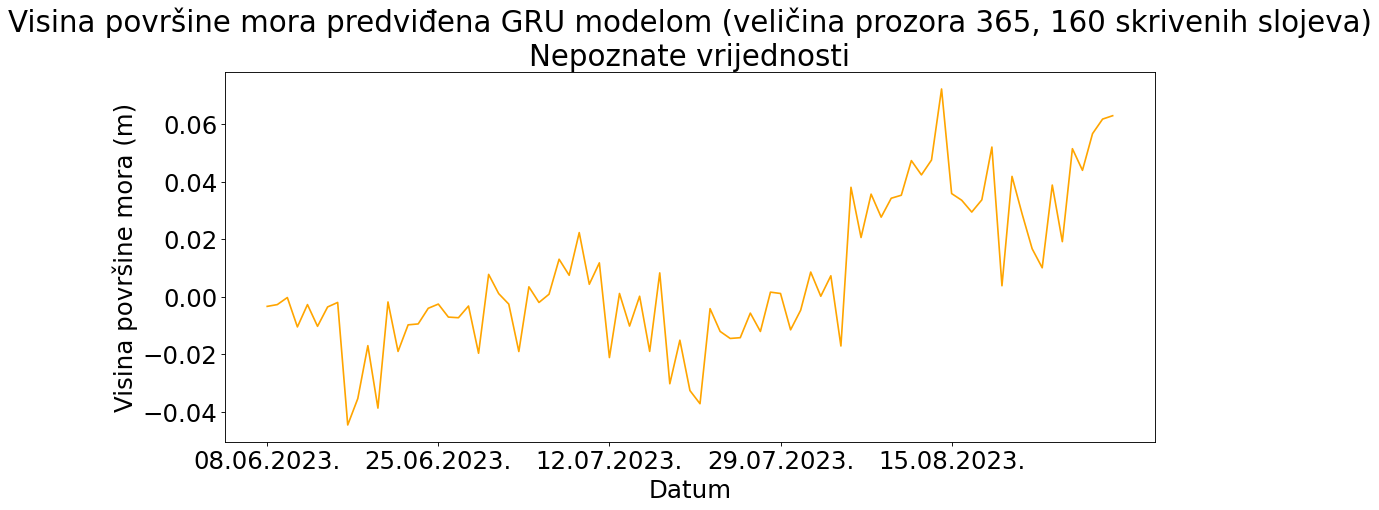 Visina površine mora predviđena GRU modelom (veličina prozora 365, 160 skrivenih slojeva)
Nepoznate vrijednosti
Visina površine mora (m)
0.06
0.04
0.02
0.00
−0.02
−0.04
08.06.2023. 25.06.2023. 12.07.2023. 29.07.2023. 15.08.2023.
Datum